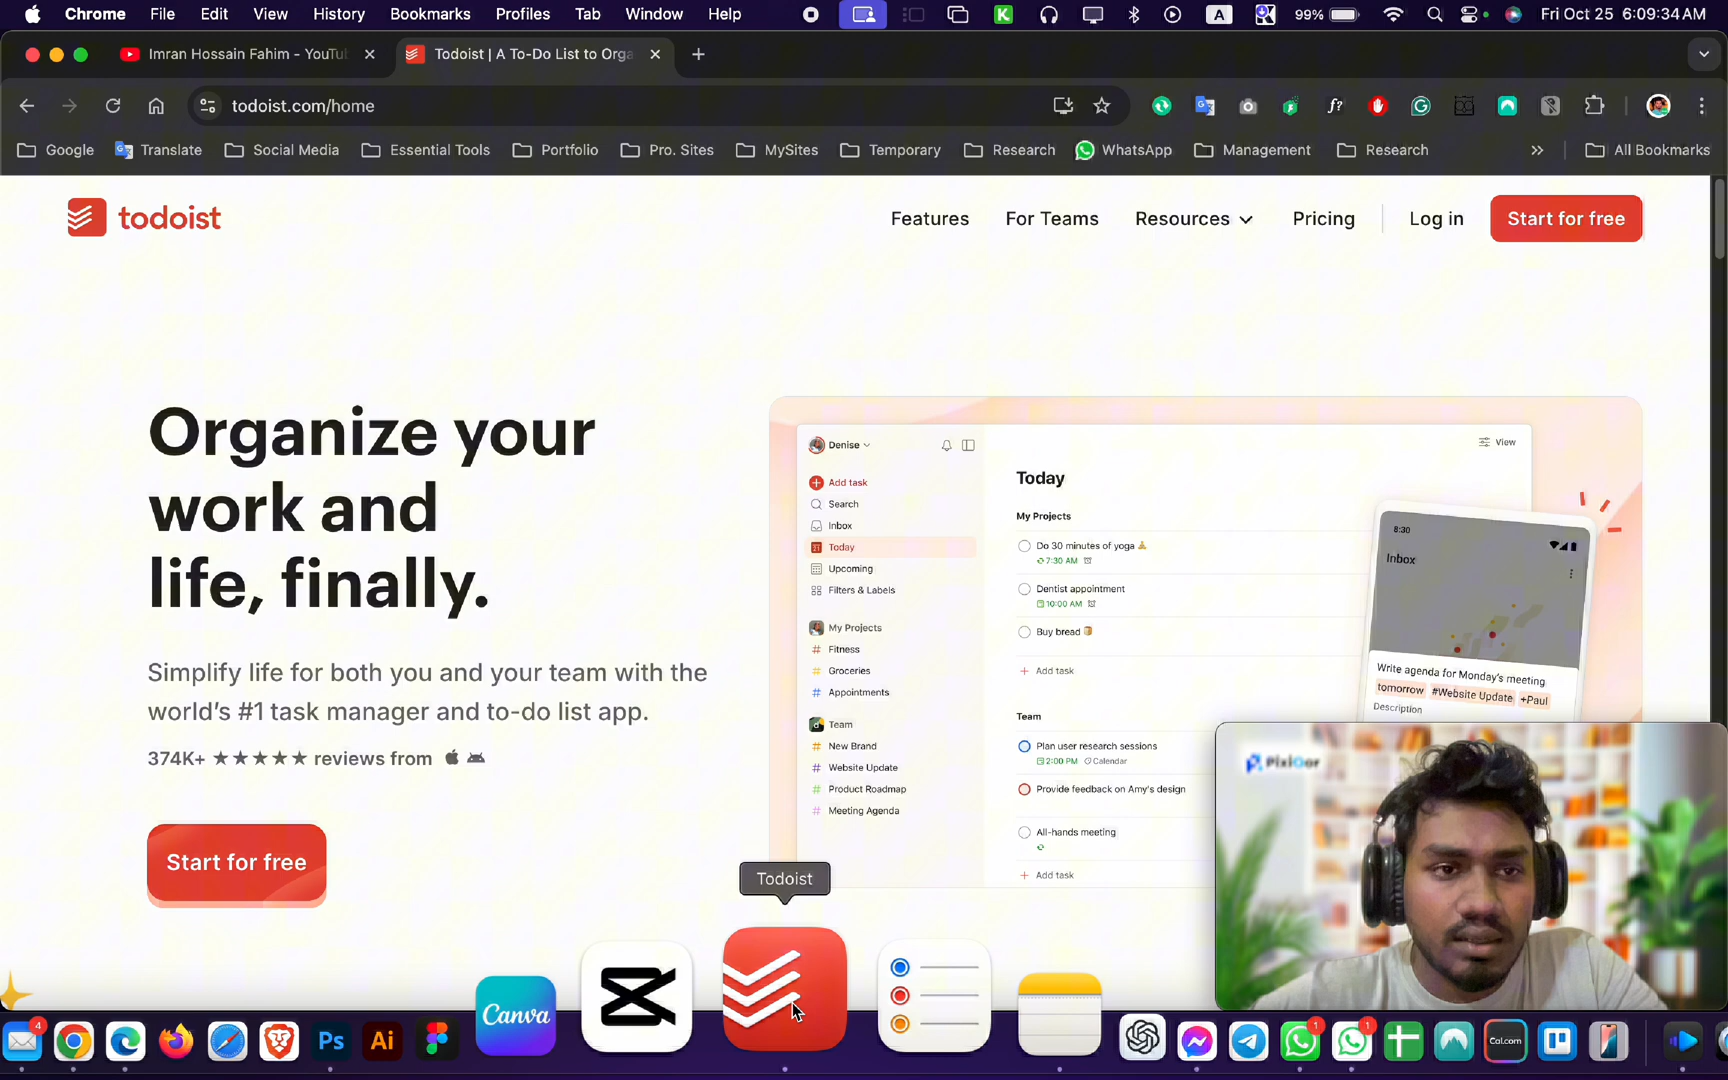 Chrome File Edit View History Bookmarks Profiles Tab Window Help K A 99% Fri Oct 25 6:09:34 AM
Imran Hossain Fahim - YouTu Todoist | A To-Do List to Orga
todoist.com/home f?
Google Translate Social Media Essential Tools Portfolio Pro. Sites MySites Temporary Research WhatsApp Management Research All Bookmarks
todoist Features For Teams Resources Pricing Log in Start for free
Organize your
work and
life, finally.
Simplify life for both you and your team with the
world's #1 task manager and to-do list app.
374K+ ★★★★★ reviews from
Start for free
Denise
Add task
Search
Inbox
Today
Upcoming
Filters & Labels
My Projects
# Fitness
# Groceries
# Appointments
Team
# New Brand
# Website Update
# Product Roadmap
# Meeting Agenda
View
Today
My Projects
Do 30 minutes of yoga
7:30 AM
Dentist appointment
10:00 AM
Buy bread
+ Add task
Team
Plan user research sessions
2:00 PM Calendar
Provide feedback on Amy's design
All-hands meeting
+ Add task
8:30
Inbox
Write agenda for Monday's meeting
tomorrow #Website Update +Paul
Description
Todoist
Canva
4 Ps Ai 1 1 Cal.com